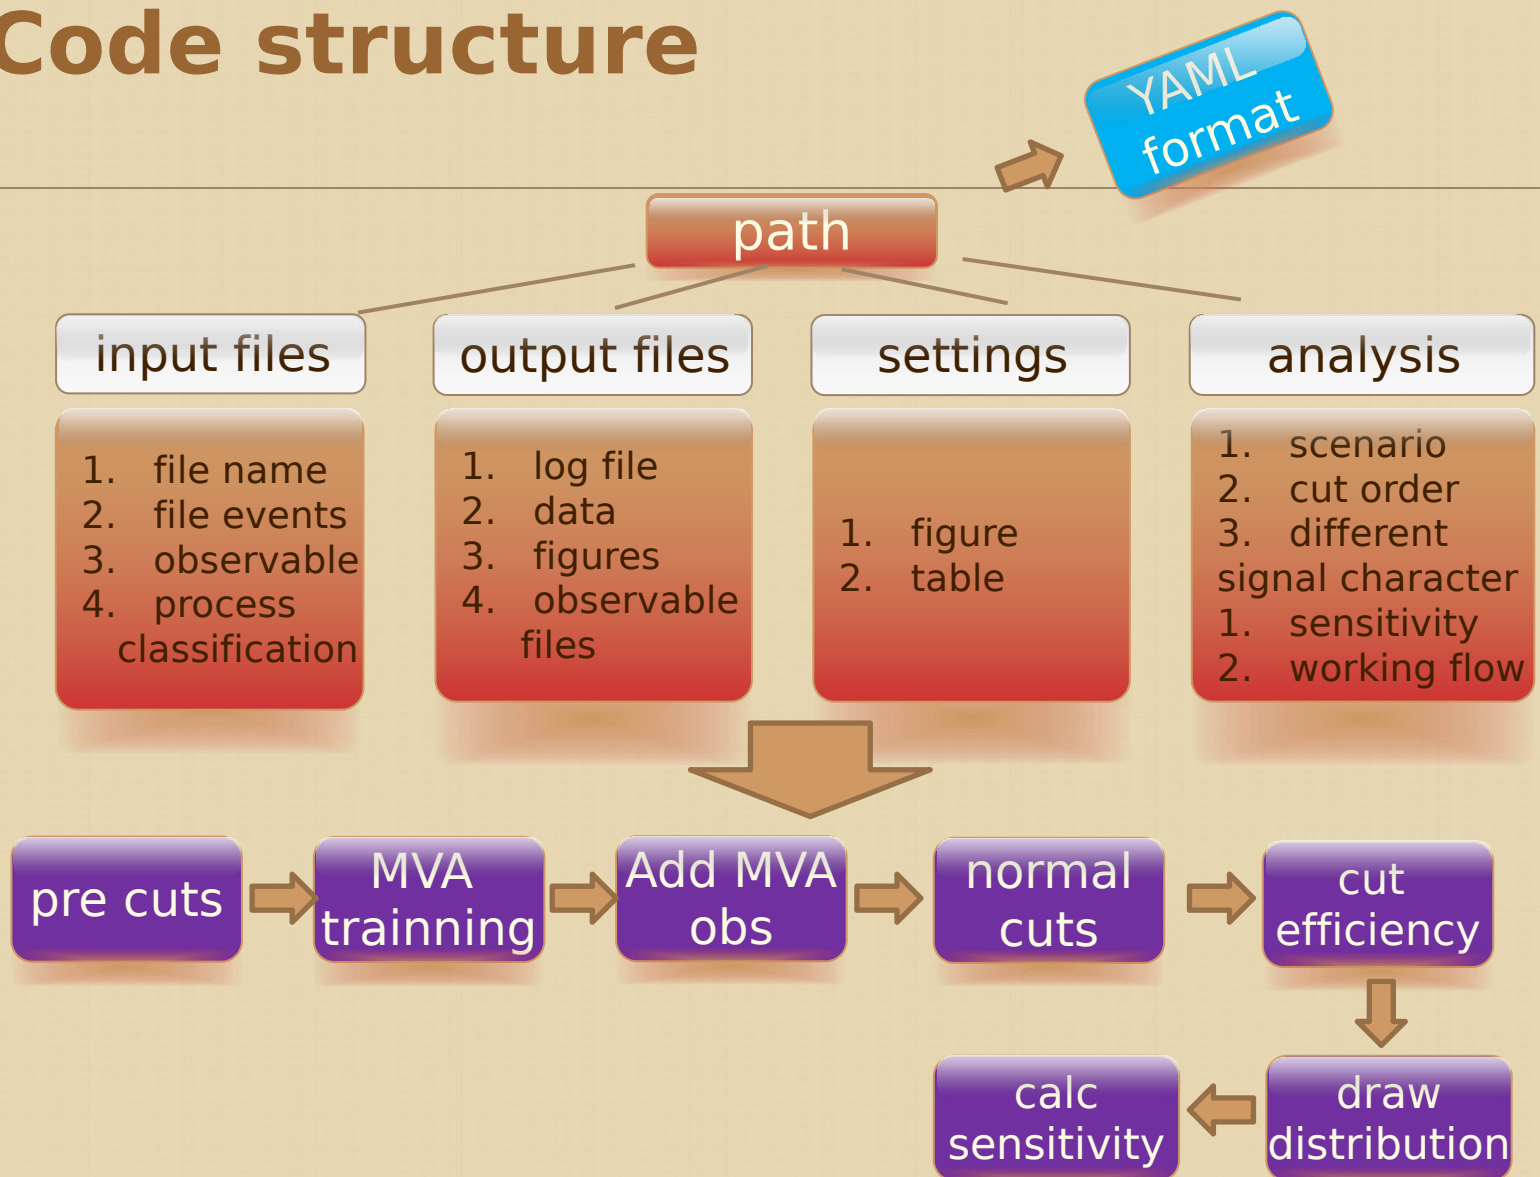 Code structure
YAML
format
path
input files
output files
settings
analysis
1. file name
2. file events
3. observable
4. process
classification
1. log file
2. data
3. figures
4. observable
files
1. figure
2. table
1. scenario
2. cut order
3. different
signal character
1. sensitivity
2. working flow
pre cuts
MVA
trainning
Add MVA
obs
normal
cuts
cut
efficiency
calc
sensitivity
draw
distribution